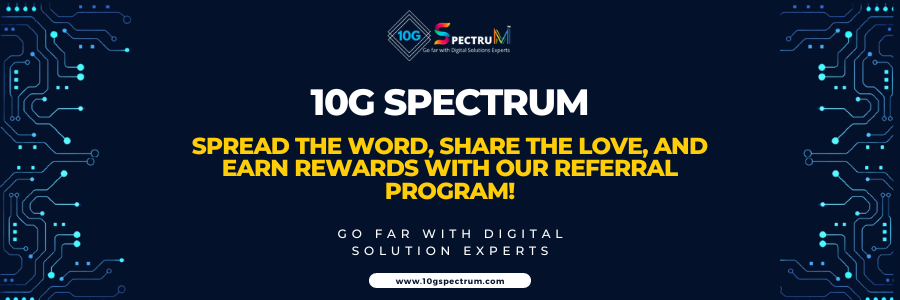 10G SPECTRUM
Go far with Digital Solutions Experts
10G SPECTRUM
SPREAD THE WORD, SHARE THE LOVE, AND
EARN REWARDS WITH OUR REFERRAL
PROGRAM!
GO FAR WITH DIGITAL
SOLUTION EXPERTS
www.10gspectrum.com